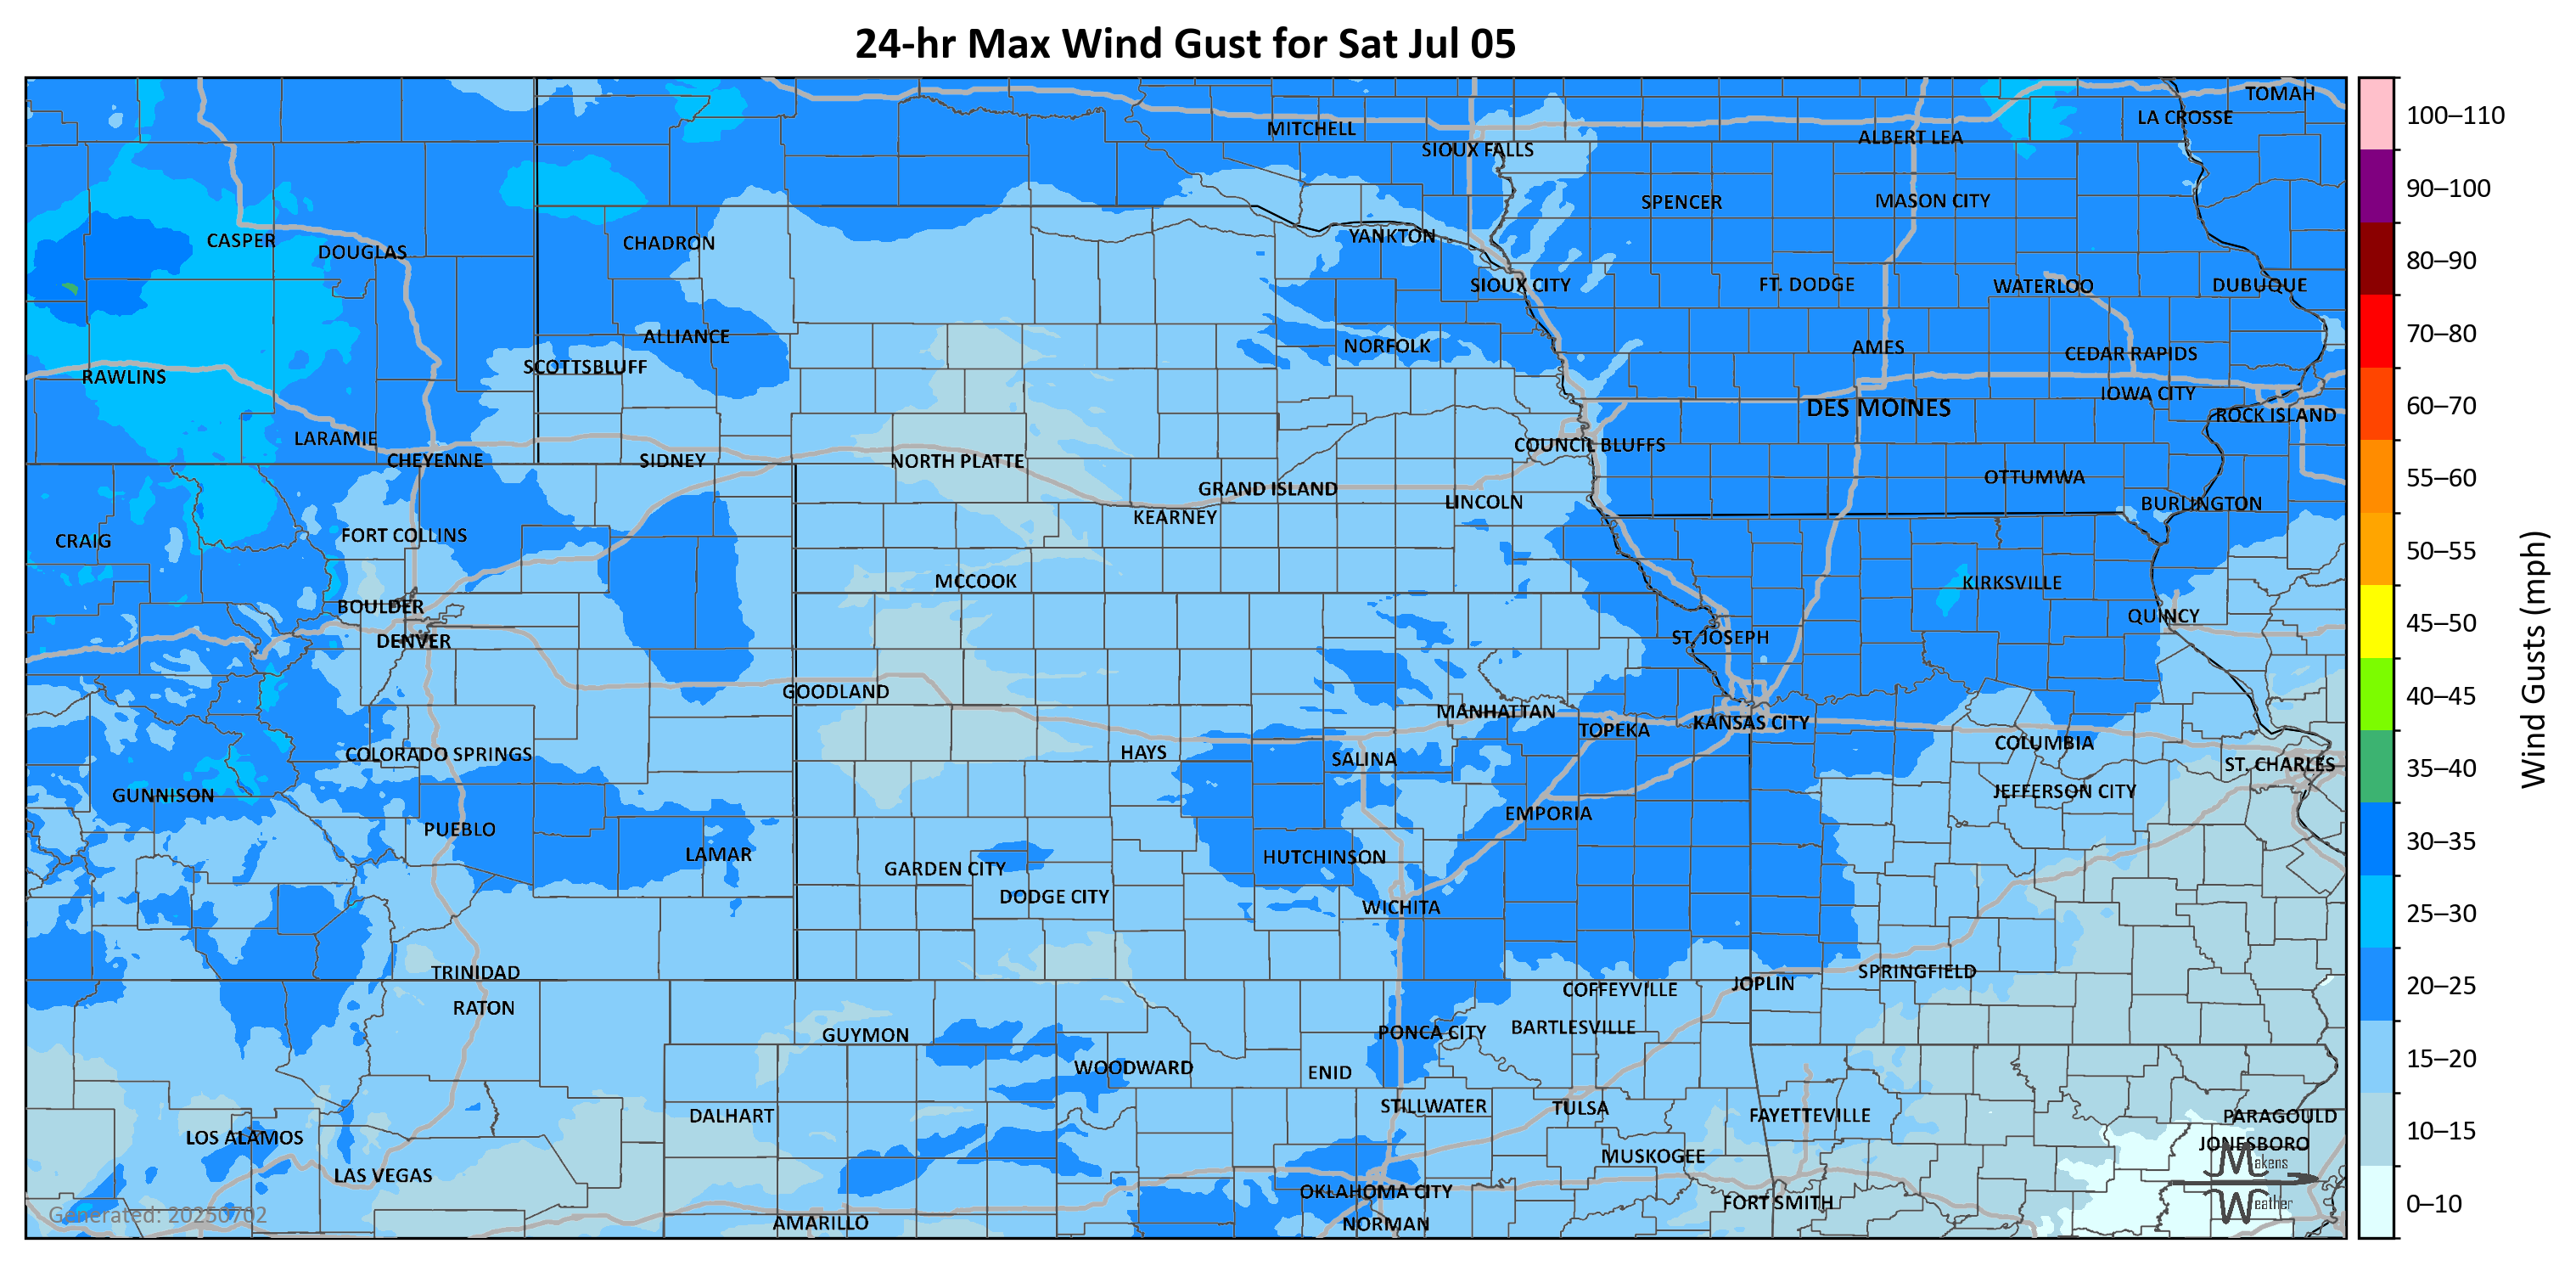 24-hr Max Wind Gust for Sat Jul 05
TOMAH
LA CROSSE
MITCHELL
ALBERT LEA
SIOUX FALLS
SPENCER
MASON CITY
CASPER
DOUGLAS
CHADRON
YANKTON
SIOUX CITY
FT. DODGE
WATERLOO
DUBUQUE
ALLIANCE
NORFOLK
AMES
CEDAR RAPIDS
SCOTTSBLUFF
RAWLINS
IOWA CITY
DES MOINES
ROCK ISLAND
LARAMIE
COUNCIL BLUFFS
CHEYENNE
SIDNEY
NORTH PLATTE
OTTUMWA
GRAND ISLAND
LINCOLN
BURLINGTON
KEARNEY
FORT COLLINS
CRAIG
MCCOOK
KIRKSVILLE
BOULDER
QUINCY
DENVER
ST. JOSEPH
GOODLAND
MANHATTAN
TOPEKA
KANSAS CITY
COLUMBIA
COLORADO SPRINGS
HAYS
SALINA
ST. CHARLES
GUNNISON
JEFFERSON CITY
EMPORIA
PUEBLO
LAMAR
HUTCHINSON
GARDEN CITY
DODGE CITY
WICHITA
TRINIDAD
SPRINGFIELD
JOPLIN
COFFEYVILLE
RATON
GUYMON
PONCA CITY
BARTLESVILLE
WOODWARD
ENID
STILLWATER
TULSA
DALHART
FAYETTEVILLE
PARAGOULD
LOS ALAMOS
JONESBORO
MUSKOGEE
LAS VEGAS
OKLAHOMA CITY
FORT SMITH
AMARILLO
NORMAN
Generated: 20250702
Makens
Weather
100–110
90–100
80–90
70–80
60–70
55–60
50–55
45–50
40–45
35–40
30–35
25–30
20–25
15–20
10–15
0–10
Wind Gusts (mph)